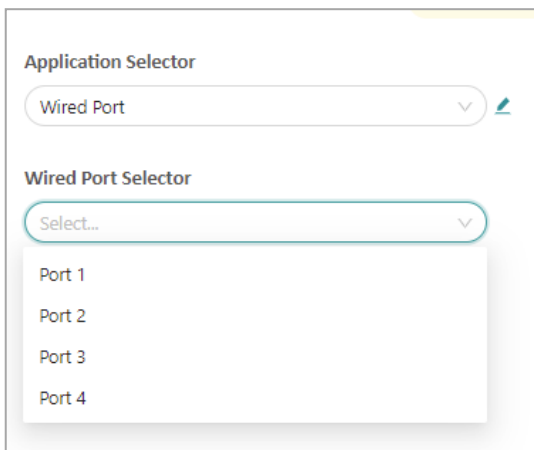 Application Selector
Wired Port
Wired Port Selector
Select...
Port 1
Port 2
Port 3
Port 4